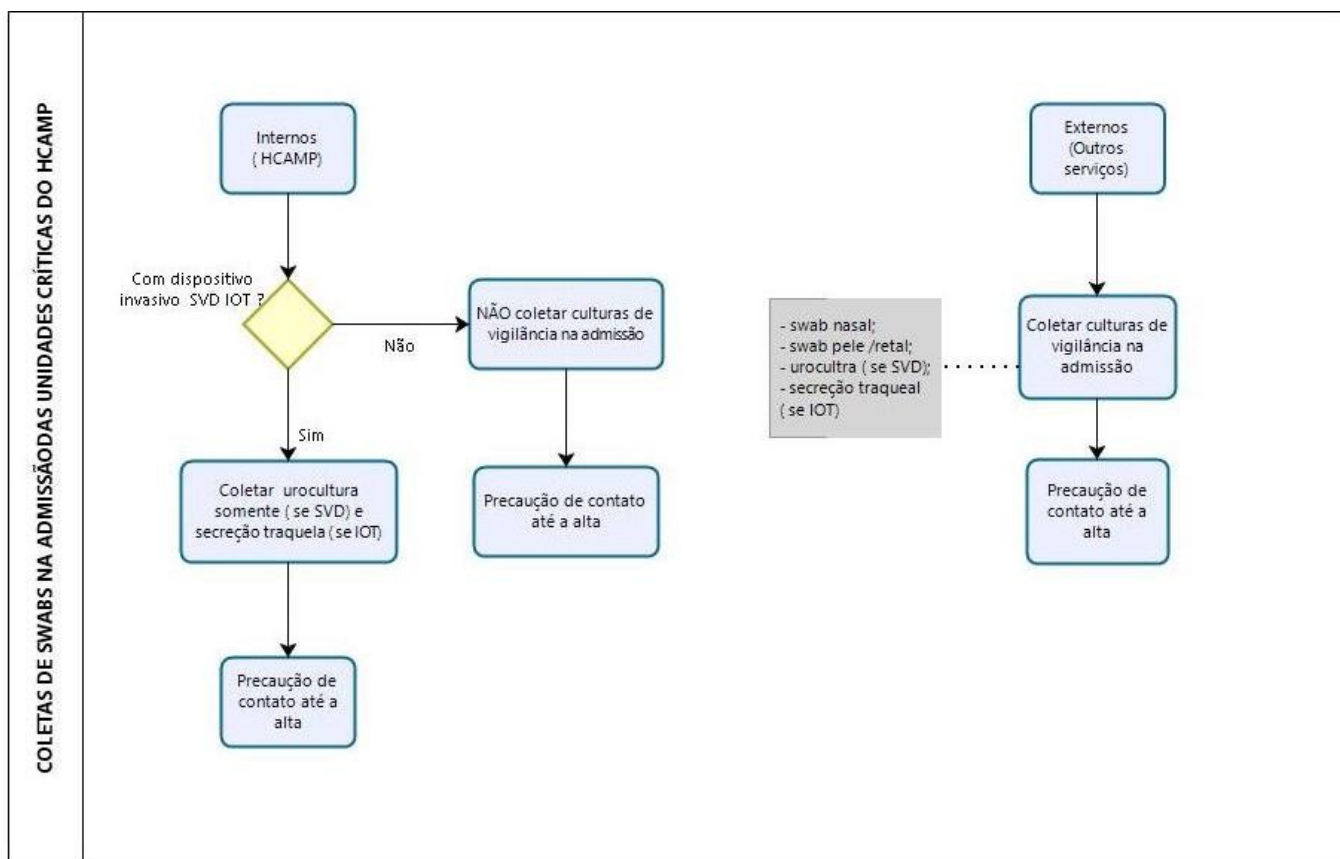 COLETAS DE SWABS NA ADMISSÃODAS UNIDADES CRÍTICAS DO HCAMP
Internos
( HCAMP)
Com dispositivo
invasivo SVD IOT ?
Não
NÃO coletar culturas de
vigilância na admissão
Precaução de contato
até a alta
Sim
Coletar urocultura
somente ( se SVD) e
secreção traquela ( se IOT)
Precaução de
contato até a
alta
Externos
(Outros
serviços)
Coletar culturas de
vigilância na
admissão
- swab nasal;
- swab pele /retal;
- urocultra ( se SVD);
- secreção traqueal
( se IOT)
Precaução de
contato até a
alta